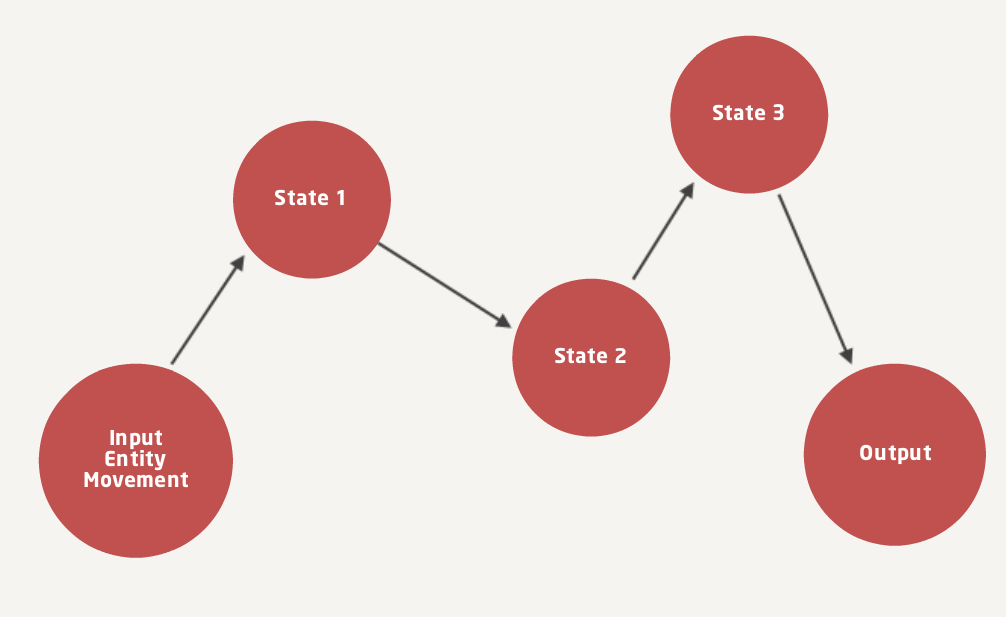 Input
Entity
Movement
State 1
State 2
State 3
Output